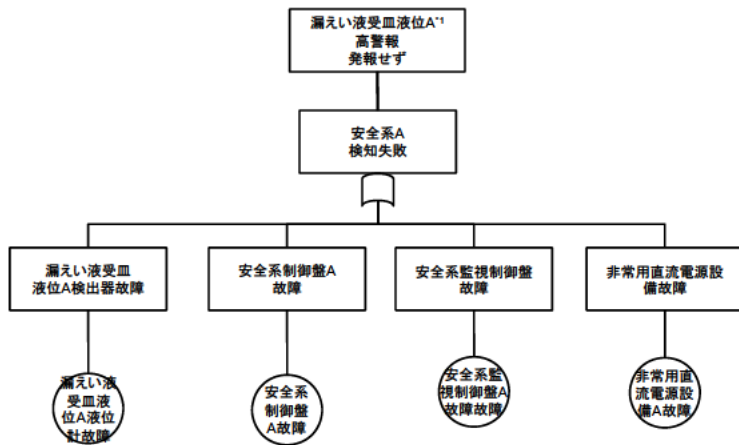 漏えい液受皿液位A*1
高警報
発報せず
安全系A
検知失敗
漏えい液受皿
液位A検出器故障
安全系制御盤A
故障
安全系監視制御盤
故障
非常用直流電源設
備故障
漏えい液
受皿液
位A液位
計故障
安全系
制御盤
A故障
安全系監
視制御盤A
故障故障
非常用直
流電源設
備A故障